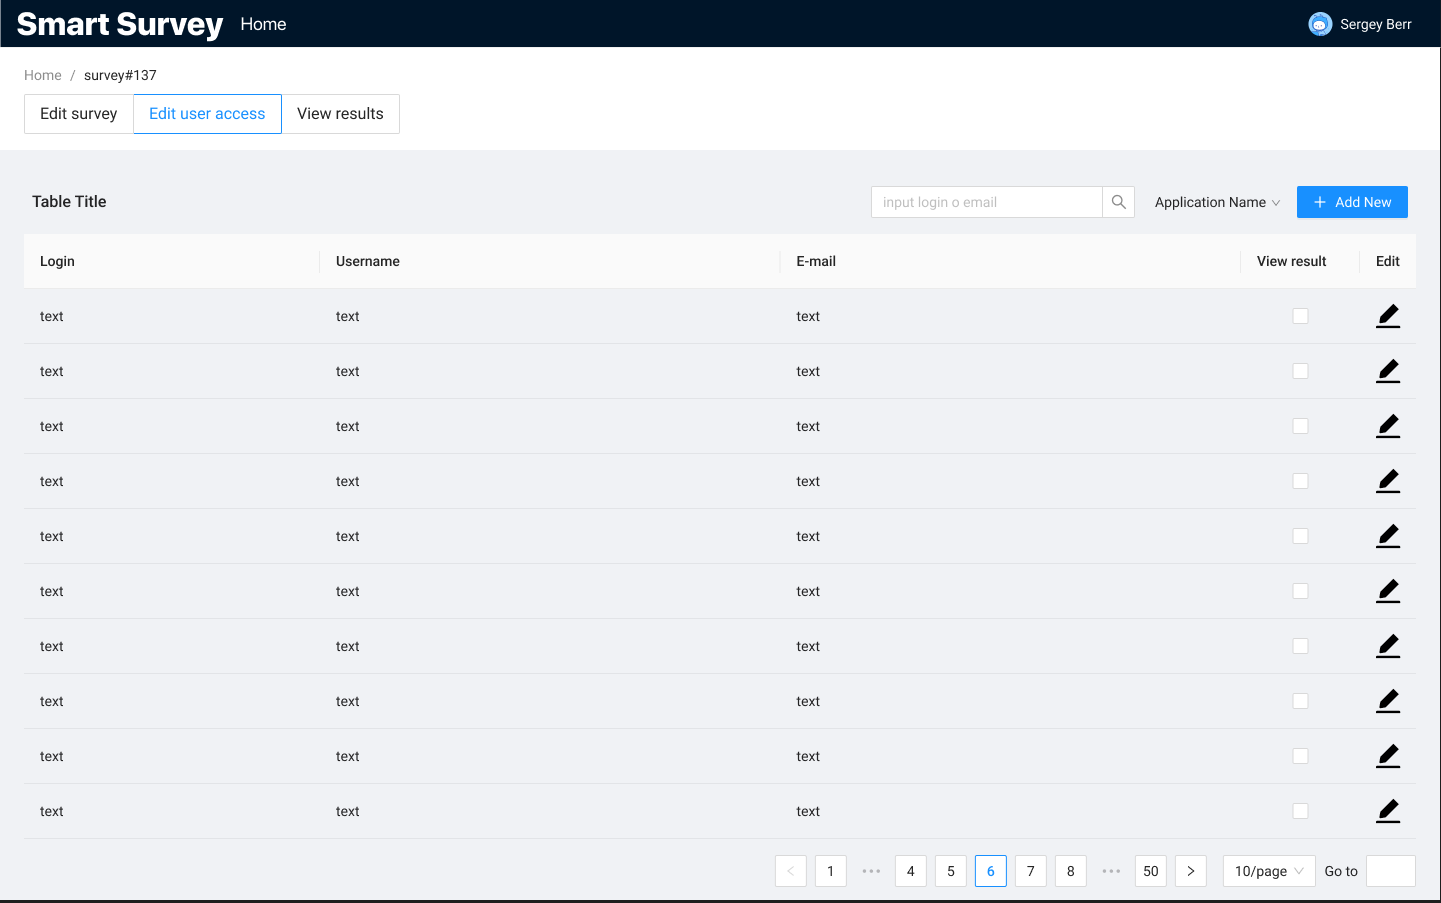 Smart Survey Home Sergey Berr
Home / survey#137
Edit survey Edit user access View results
Table Title input login o email Application Name + Add New
Login Username E-mail View result Edit
text text text
text text text
text text text
text text text
text text text
text text text
text text text
text text text
text text text
text text text
< 1 ••• 4 5 6 7 8 ••• 50 > 10/page Go to